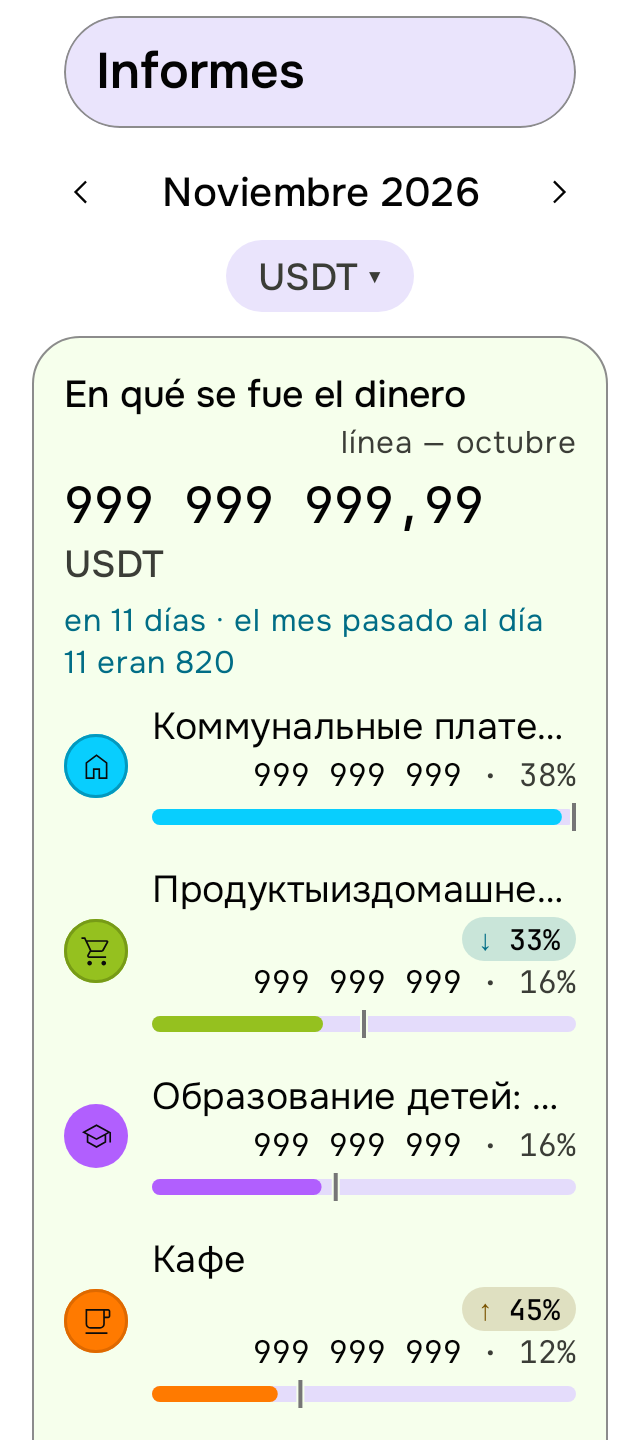 Informes
Noviembre 2026
USDT ▾
En qué se fue el dinero
línea — octubre
999 999 999,99
USDT
en 11 días · el mes pasado al día
11 eran 820
Коммунальные плате...
999 999 999 · 38%
Продуктыиздомашне...
↓ 33%
999 999 999 · 16%
Образование детей: ...
999 999 999 · 16%
Кафе
↑ 45%
999 999 999 · 12%